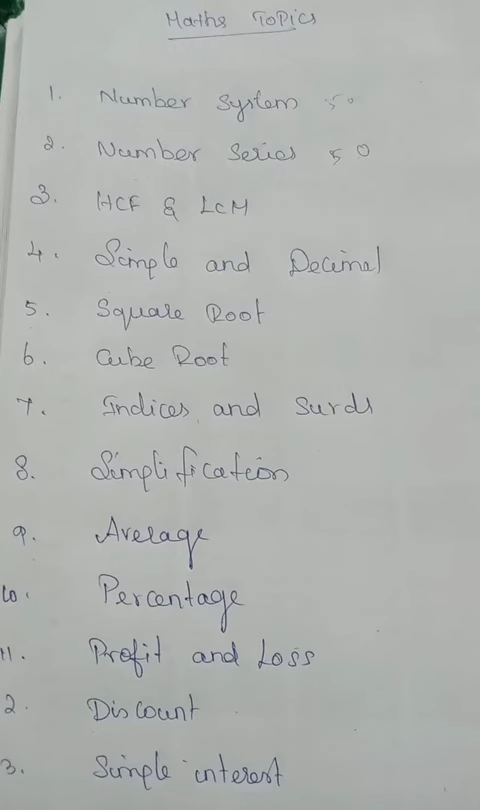 Maths Topics
1. Number System 50
2. Number Series 50
3. HCF & LCM
4. Simple and Decimal
5. Square Root
6. Cube Root
7. Indices and Surds
8. Simplification
9. Average
10. Percentage
11. Profit and Loss
2. Discount
3. Simple interest